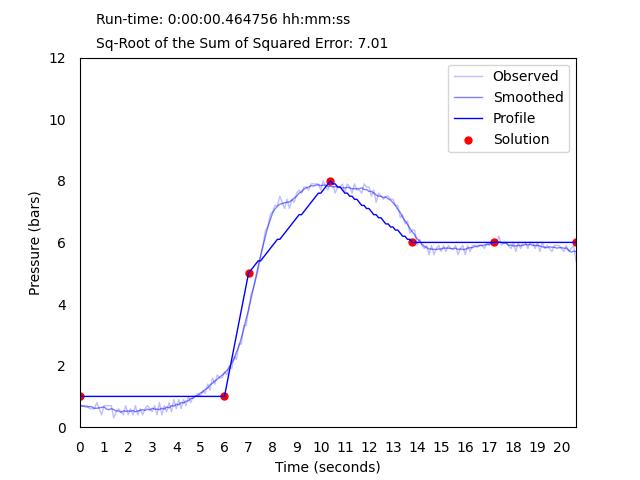 Run-time: 0:00:00.464756 hh:mm:ss
Sq-Root of the Sum of Squared Error: 7.01
12
10
8
6
4
2
0
Pressure (bars)
Observed
Smoothed
Profile
Solution
0 1 2 3 4 5 6 7 8 9 10 11 12 13 14 15 16 17 18 19 20
Time (seconds)